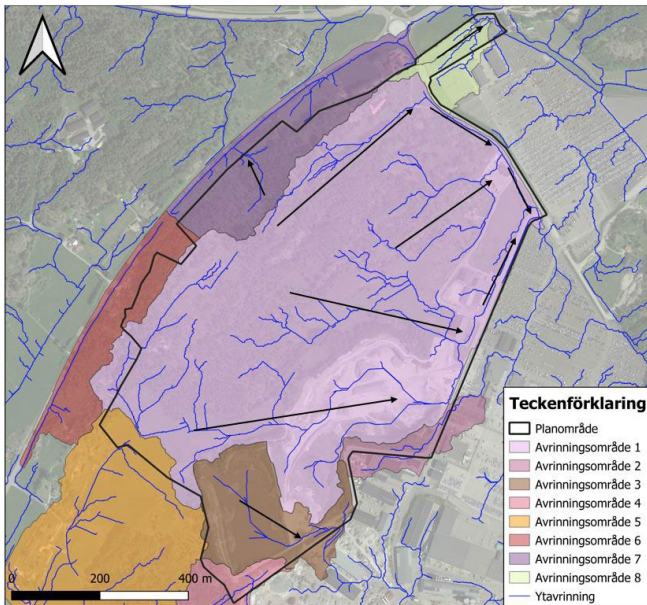 Teckenförklaring
Planområde
Avrinningsområde 1
Avrinningsområde 2
Avrinningsområde 3
Avrinningsområde 4
Avrinningsområde 5
Avrinningsområde 6
Avrinningsområde 7
Avrinningsområde 8
Ytavrinning
0 200 400 m